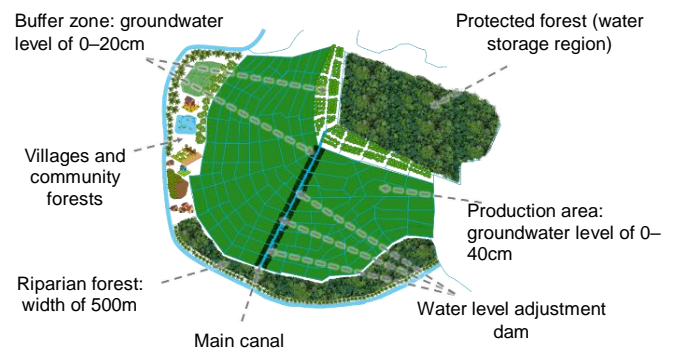 Buffer zone: groundwater
level of 0–20cm
Protected forest (water
storage region)
Villages and
community
forests
Production area:
groundwater level of 0–
40cm
Riparian forest:
width of 500m
Water level adjustment
dam
Main canal